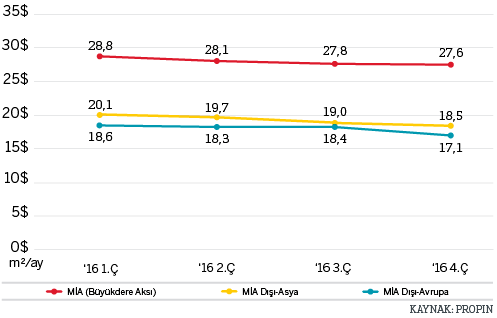 35$
30$
28,8 28,1 27,8 27,6
25$
20$
20,1 19,7 19,0 18,5
18,6 18,3 18,4 17,1
15$
10$
5$
0$
m²/ay
'16 1.Ç '16 2.Ç '16 3.Ç '16 4.Ç
MİA (Büyükdere Aksı) MİA Dışı-Asya MİA Dışı-Avrupa
KAYNAK: PROPIN